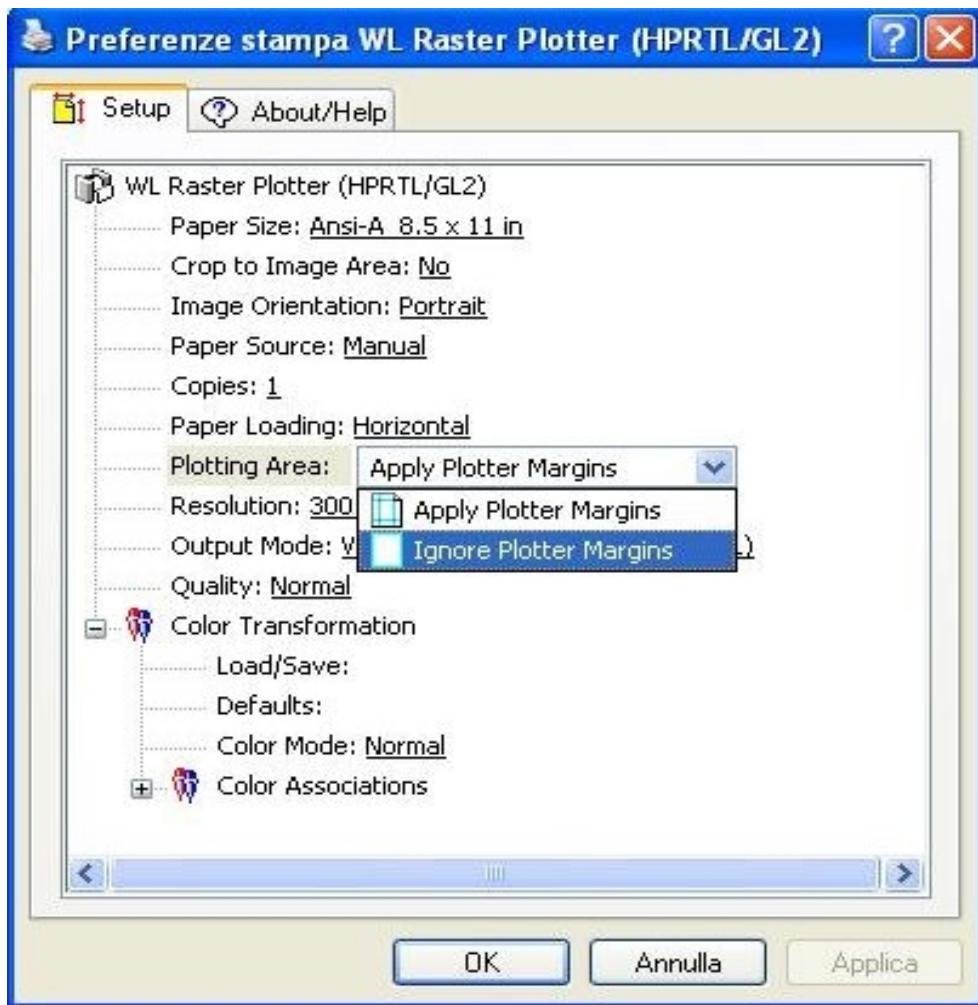 Preferenze stampa WL Raster Plotter (HPRTL/GL2)
Setup
About/Help
WL Raster Plotter (HPRTL/GL2)
Paper Size: Ansi-A 8.5 x 11 in
Crop to Image Area: No
Image Orientation: Portrait
Paper Source: Manual
Copies: 1
Paper Loading: Horizontal
Plotting Area: Apply Plotter Margins
Resolution: 300
Apply Plotter Margins
Output Mode:
Ignore Plotter Margins
Quality: Normal
Color Transformation
Load/Save:
Defaults:
Color Mode: Normal
Color Associations
OK
Annulla
Applica